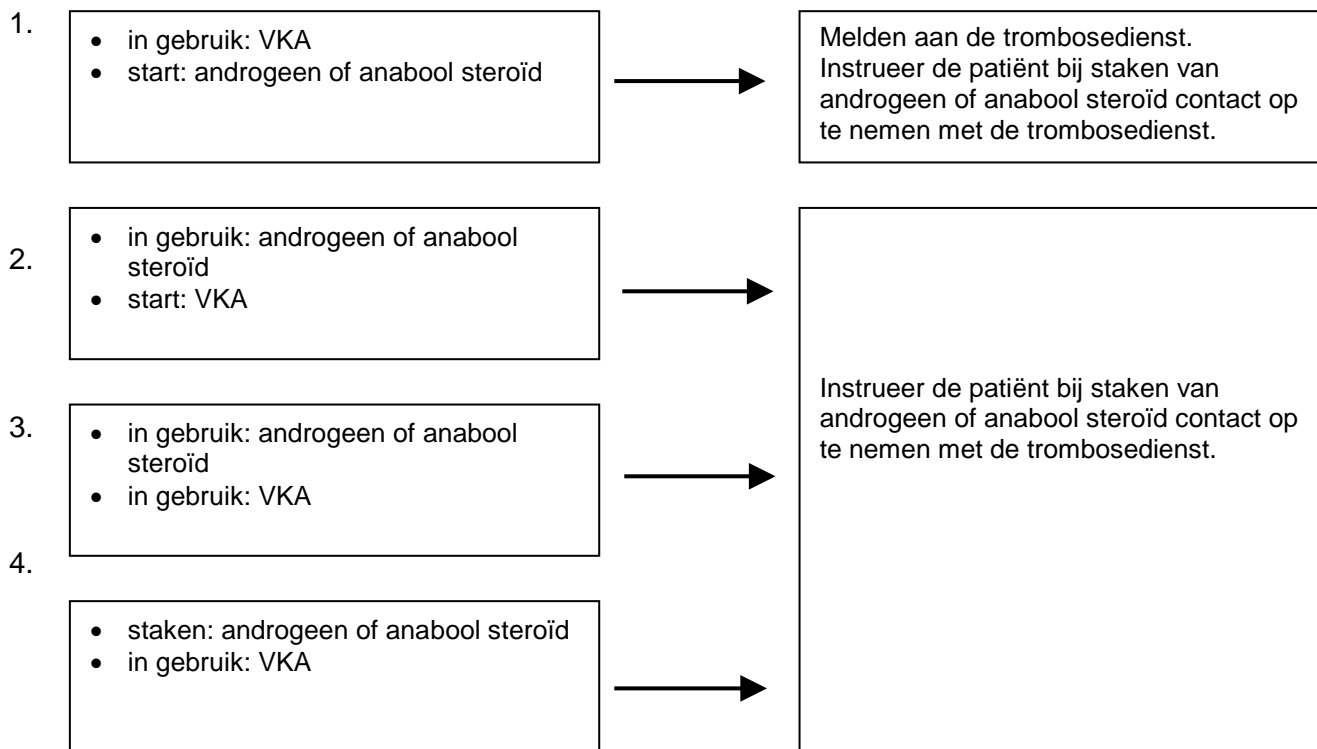 1.
• in gebruik: VKA
• start: androgeen of anabool steroïd
Melden aan de trombosedienst.
Instrueer de patiënt bij staken van
androgeen of anabool steroïd contact op
te nemen met de trombosedienst.
2.
• in gebruik: androgeen of anabool
steroïd
• start: VKA
3.
• in gebruik: androgeen of anabool
steroïd
• in gebruik: VKA
4.
• staken: androgeen of anabool steroïd
• in gebruik: VKA
Instrueer de patiënt bij staken van
androgeen of anabool steroïd contact op
te nemen met de trombosedienst.